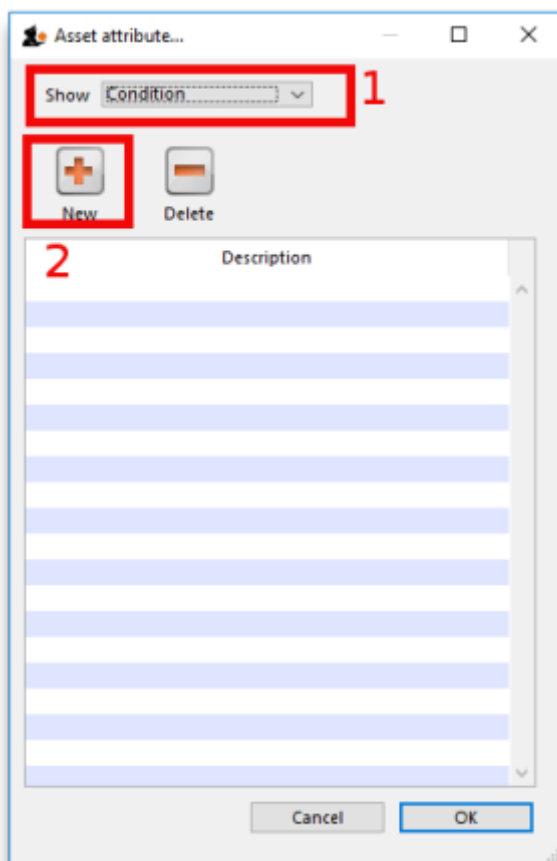 Asset attribute...
Show Condition 1
New Delete
2
Description
Cancel OK